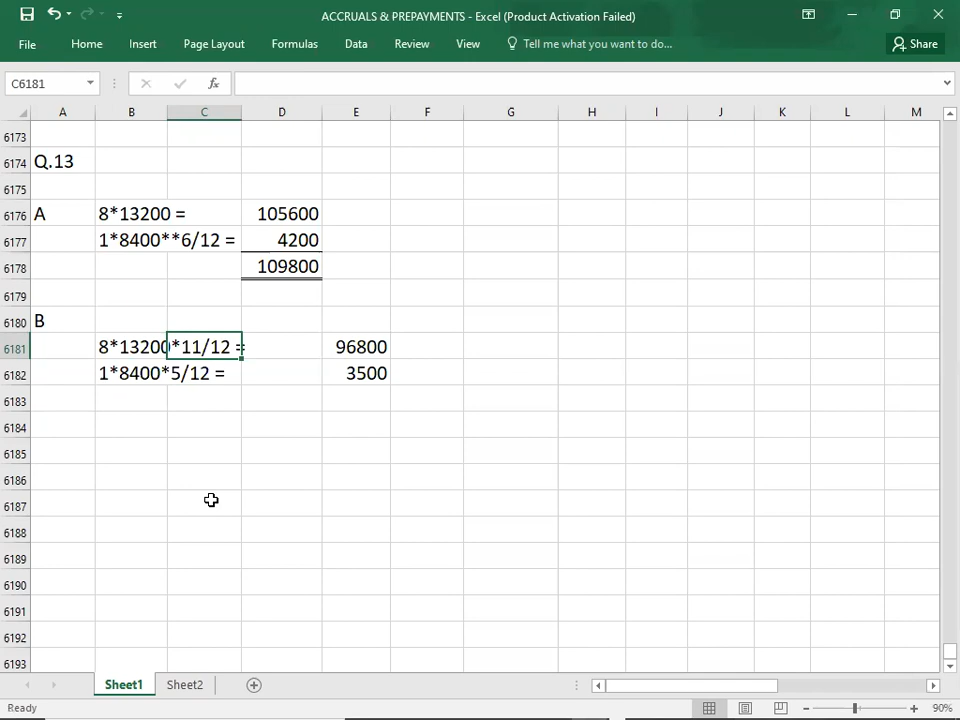 ACCRUALS & PREPAYMENTS - Excel (Product Activation Failed)
File Home Insert Page Layout Formulas Data Review View Tell me what you want to do... Share
C6181 fx
A B C D E F G H I J K L M
6173
6174 Q.13
6175
6176 A 8*13200 = 105600
6177 1*8400**6/12 = 4200
6178 109800
6179
6180 B
6181 8*13200*11/12 = 96800
6182 1*8400*5/12 = 3500
6183
6184
6185
6186
6187
6188
6189
6190
6191
6192
6193
Sheet1 Sheet2
Ready 90%